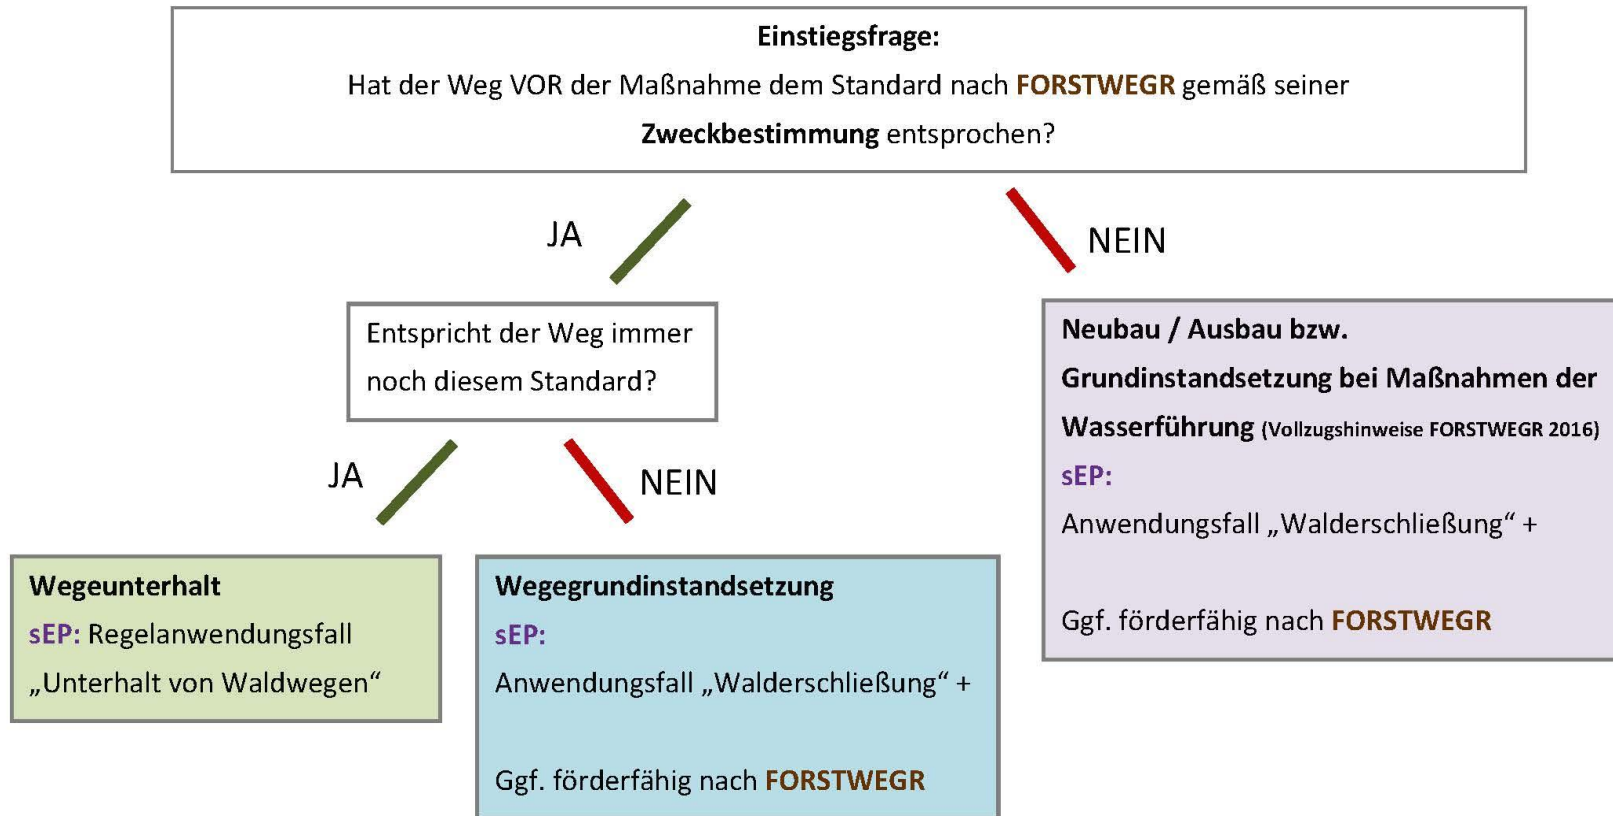 Einstiegsfrage:
Hat der Weg VOR der Maßnahme dem Standard nach FORSTWEGR gemäß seiner
Zweckbestimmung entsprochen?
JA
NEIN
Entspricht der Weg immer
noch diesem Standard?
JA
NEIN
Neubau / Ausbau bzw.
Grundinstandsetzung bei Maßnahmen der
Wasserführung (Vollzugshinweise FORSTWEGR 2016)
sEP:
Anwendungsfall „Walderschließung“ +
Ggf. förderfähig nach FORSTWEGR
Wegeunterhalt
sEP: Regelanwendungsfall
„Unterhalt von Waldwegen“
Wegegrundinstandsetzung
sEP:
Anwendungsfall „Walderschließung“ +
Ggf. förderfähig nach FORSTWEGR